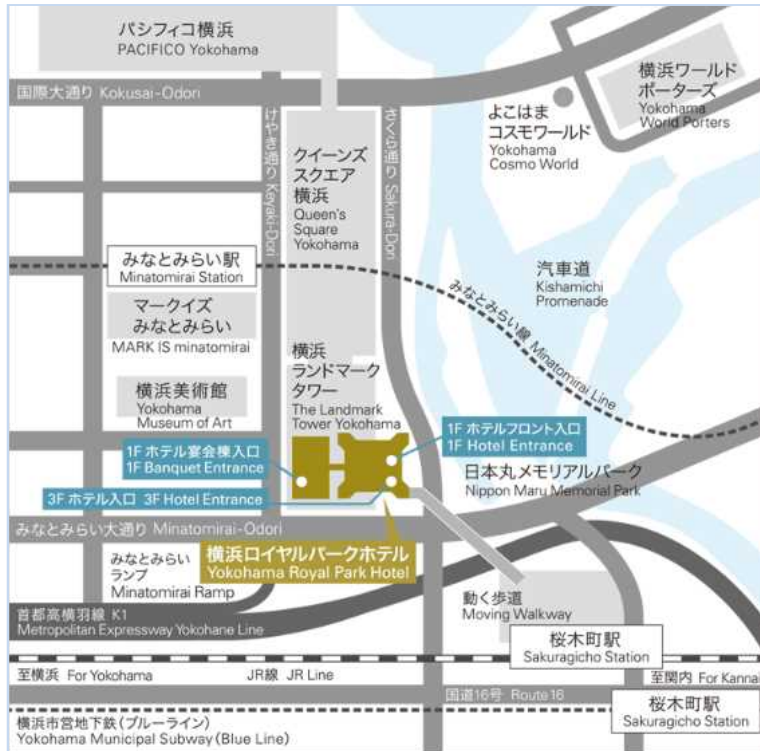 パシフィコ横浜
PACIFICO Yokohama
国際大通り Kokusai-Odori
けやき通り Keyaki-Dori
さくら通り Sakura-Dori
横浜ワールド
ポーターズ
Yokohama
World Porters
よこはま
コスモワールド
Yokohama
Cosmo World
クイーンズ
スクエア
横浜
Queen's
Square
Yokohama
みなとみらい駅
Minatomirai Station
汽車道
Kishamichi
Promenade
みなとみらい線 Minatomirai Line
マークイズ
みなとみらい
MARK IS minatomirai
横浜
ランドマーク
タワー
The Landmark
Tower Yokohama
横浜美術館
Yokohama
Museum of Art
1F ホテルフロント入口
1F Hotel Entrance
1F ホテル宴会棟入口
1F Banquet Entrance
3F ホテル入口 3F Hotel Entrance
日本丸メモリアルパーク
Nippon Maru Memorial Park
みなとみらい大通り Minatomirai-Odori
横浜ロイヤルパークホテル
Yokohama Royal Park Hotel
みなとみらい
ランプ
Minatomirai Ramp
動く歩道
Moving Walkway
首都高横羽線 K1
Metropolitan Expressway Yokohane Line
桜木町駅
Sakuragicho Station
至横浜 For Yokohama
JR線 JR Line
至関内 For Kannai
国道16号 Route16
桜木町駅
Sakuragicho Station
横浜市営地下鉄(ブルーライン)
Yokohama Municipal Subway (Blue Line)